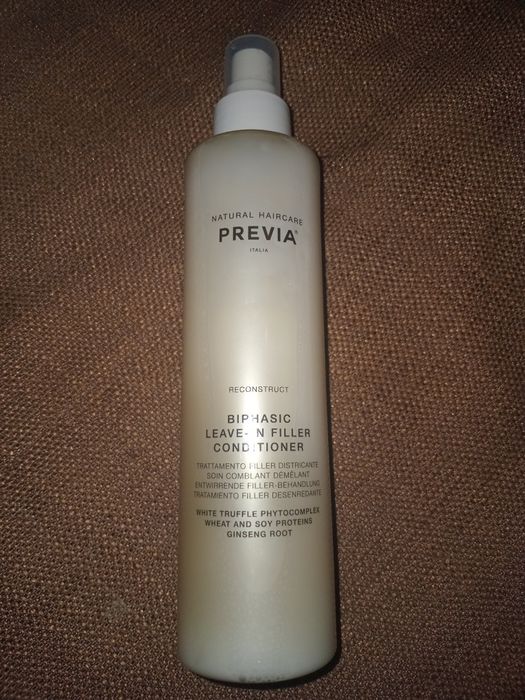 NATURAL HAIRCARE
PREVIA®
ITALIA
RECONSTRUCT
BIPHASIC
LEAVE-IN FILLER
CONDITIONER
TRATTAMENTO FILLER DISTRICANTE
SOIN COMBLANT DÉMÊLANT
ENTWIRRENDE FILLER-BEHANDLUNG
TRATAMIENTO FILLER DESENREDANTE
WHITE TRUFFLE PHYTOCOMPLEX
WHEAT AND SOY PROTEINS
GINSENG ROOT